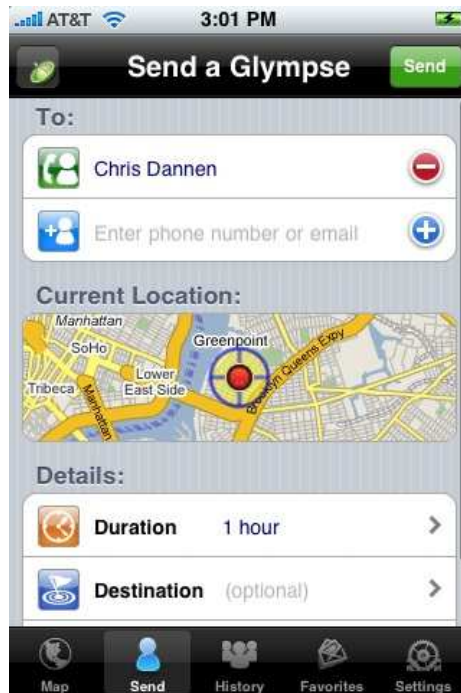 AT&T 3:01 PM
Send a Glympse Send
To:
Chris Dannen
Enter phone number or email
Current Location:
Manhattan
SoHo
Greenpoint
Lower
East Side
Tribeca
Manhattan
Brooklyn Queens Expy
Details:
Duration 1 hour
Destination (optional)
Map Send History Favorites Settings